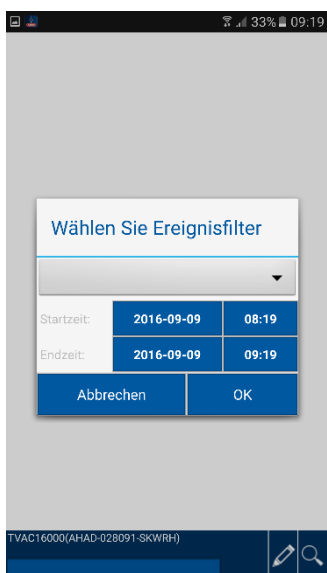 33% 09:19
Wählen Sie Ereignisfilter
Startzeit: 2016-09-09 08:19
Endzeit: 2016-09-09 09:19
Abbrechen OK
TVAC16000(AHAD-028091-SKWRH)